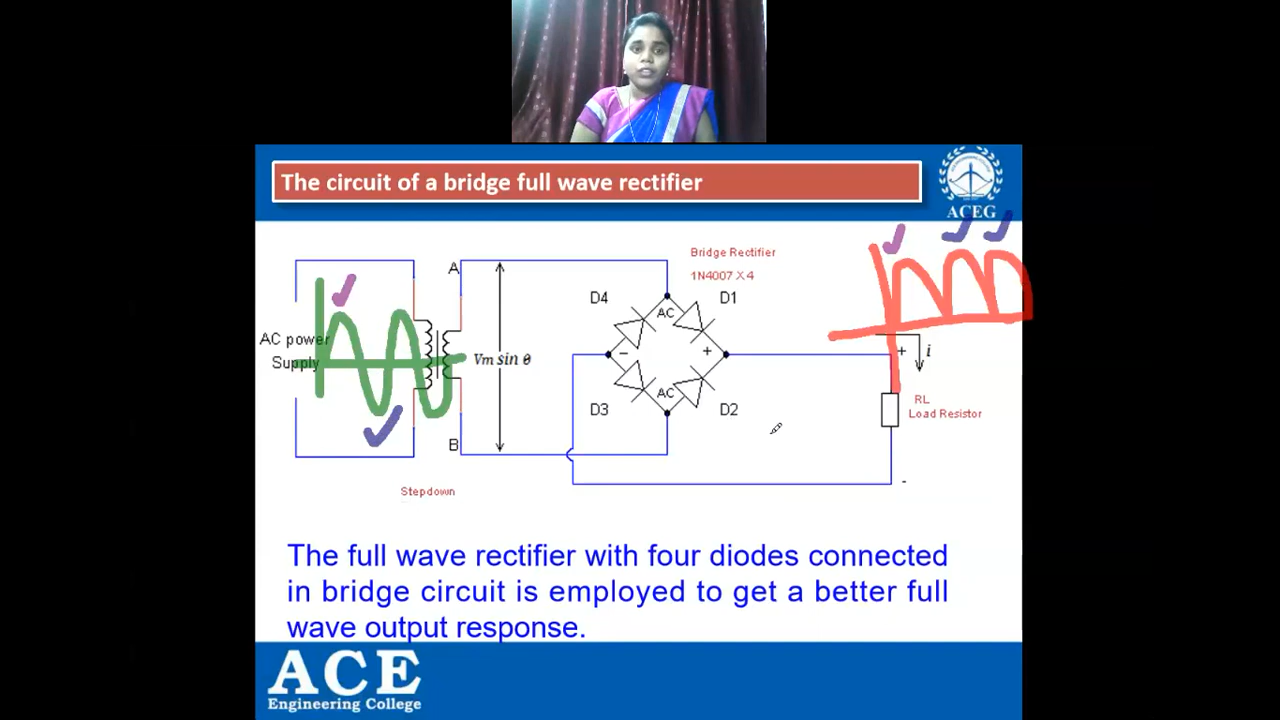 The circuit of a bridge full wave rectifier
ACEG
Bridge Rectifier
1N4007 X 4
A
D4
AC
D1
AC power
Supply
Vm sin θ
−
+
+
i
AC
RL
Load Resistor
D3
D2
B
-
Stepdown
The full wave rectifier with four diodes connected
in bridge circuit is employed to get a better full
wave output response.
ACE
Engineering College